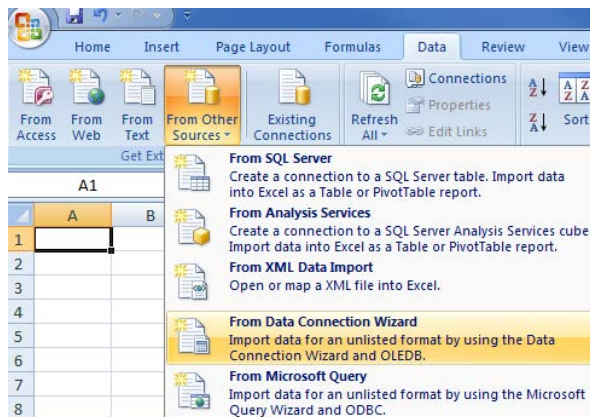 Home Insert Page Layout Formulas Data Review View
From Access
From Web
From Text
From Other Sources
Existing Connections
Refresh All
Connections
Properties
Edit Links
A
Z
Z
A
A Z
Z A
Sort
Get Ext
From SQL Server
Create a connection to a SQL Server table. Import data
into Excel as a Table or PivotTable report.
From Analysis Services
Create a connection to a SQL Server Analysis Services cube
Import data into Excel as a Table or PivotTable report.
From XML Data Import
Open or map a XML file into Excel.
From Data Connection Wizard
Import data for an unlisted format by using the Data
Connection Wizard and OLEDB.
From Microsoft Query
Import data for an unlisted format by using the Microsoft
Query Wizard and ODBC.
A1
A B
1
2
3
4
5
6
7
8